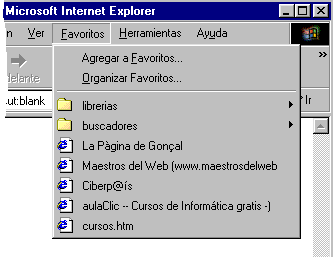 Microsoft Internet Explorer
n Ver Favoritos Herramientas Ayuda
Agregar a Favoritos...
delante
Organizar Favoritos...
ut:blank
librerias
Ir
buscadores
La Pàgina de Gonçal
Maestros del Web (www.maestrosdelweb
Ciberp@ís
aulaClic -- Cursos de Informática gratis -)
cursos.htm